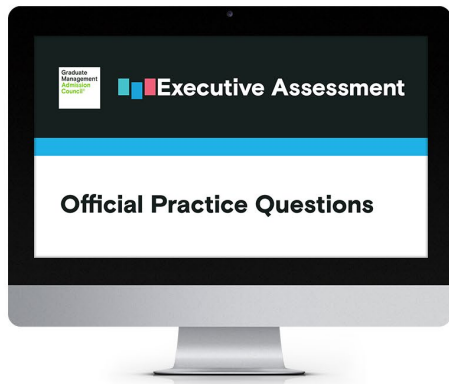 Graduate
Management
Admission
Council®
Executive Assessment
Official Practice Questions